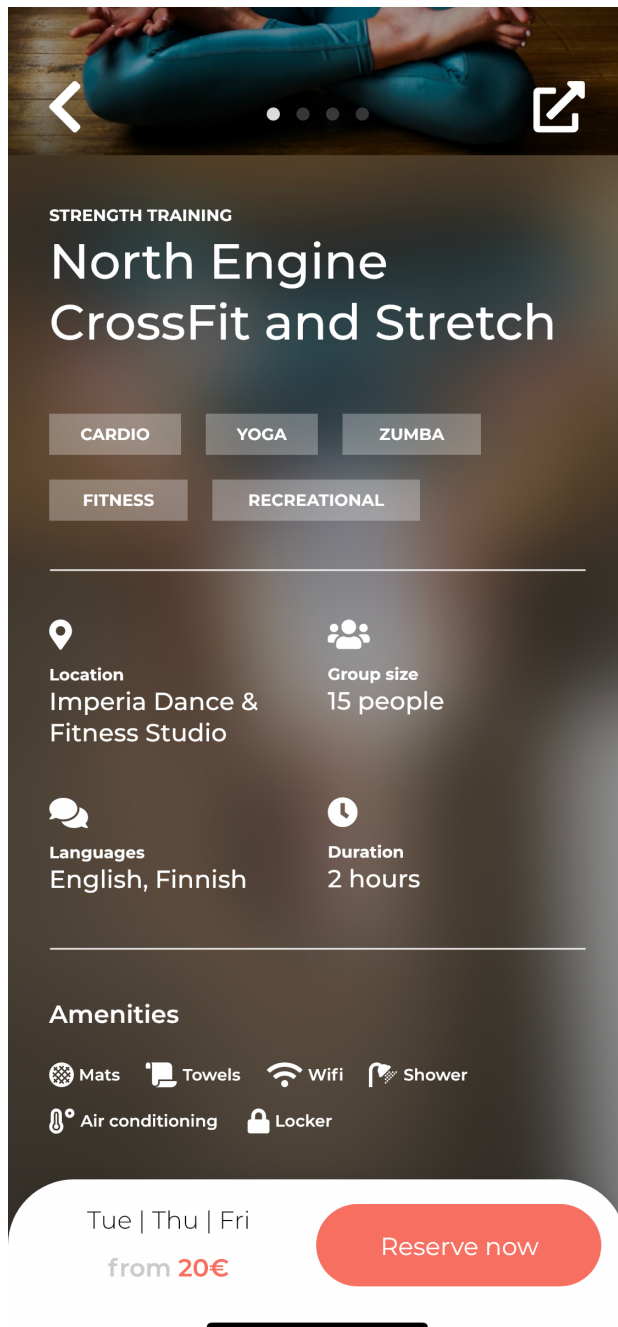 STRENGTH TRAINING
North Engine
CrossFit and Stretch
CARDIO
YOGA
ZUMBA
FITNESS
RECREATIONAL
Location
Imperia Dance &
Fitness Studio
Group size
15 people
Languages
English, Finnish
Duration
2 hours
Amenities
Mats
Towels
Wifi
Shower
Air conditioning
Locker
Tue | Thu | Fri
from 20€
Reserve now